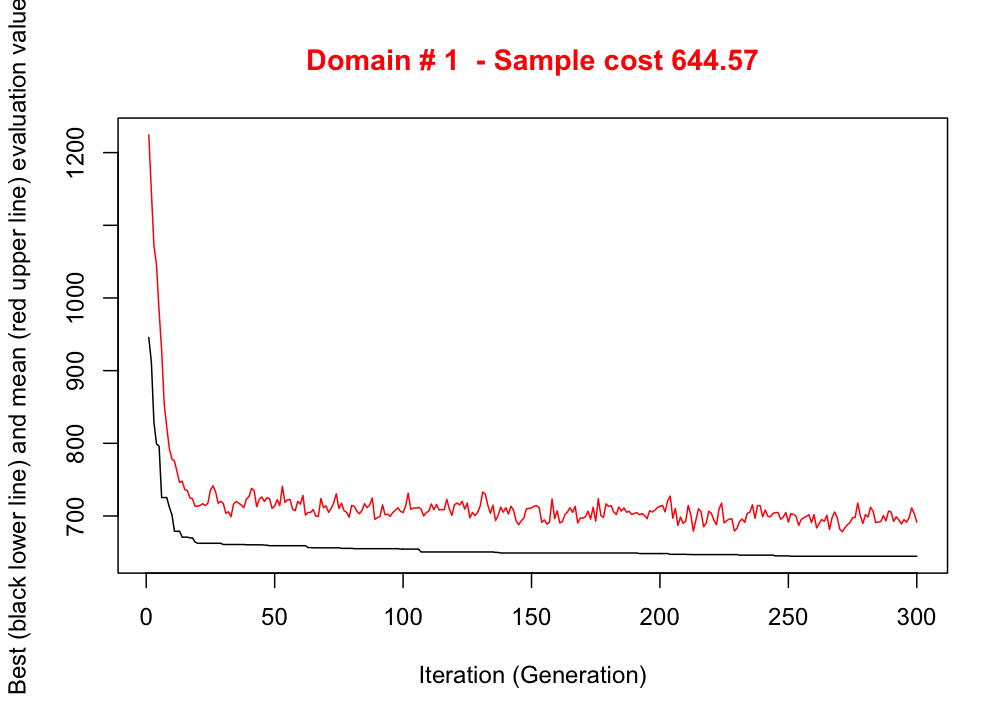 Domain # 1  - Sample cost 644.57
Best (black lower line) and mean (red upper line) evaluation value
1200
1000
900
800
700
0 50 100 150 200 250 300
Iteration (Generation)